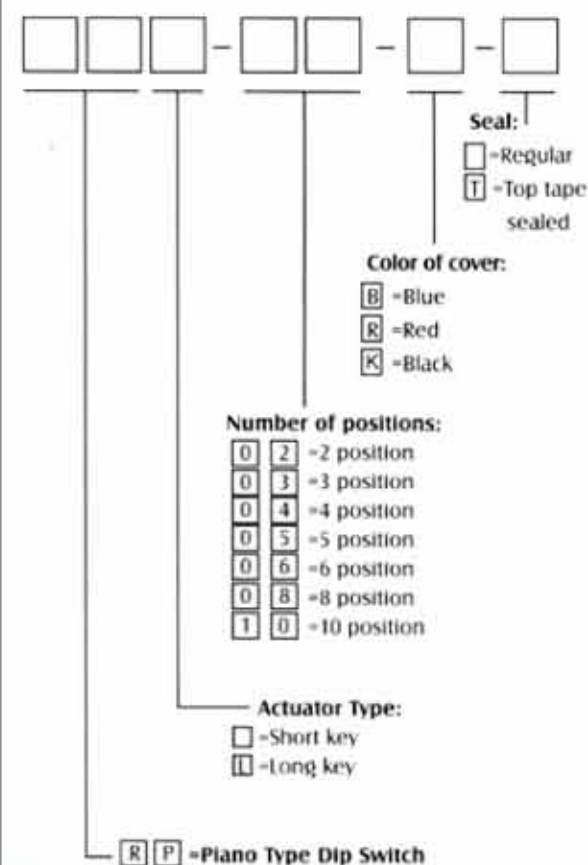 Seal:
=Regular
T =Top tape
sealed
Color of cover:
B =Blue
R =Red
K =Black
Number of positions:
0 2 =2 position
0 3 =3 position
0 4 =4 position
0 5 =5 position
0 6 =6 position
0 8 =8 position
1 0 =10 position
Actuator Type:
=Short key
L =Long key
R P =Piano Type Dip Switch